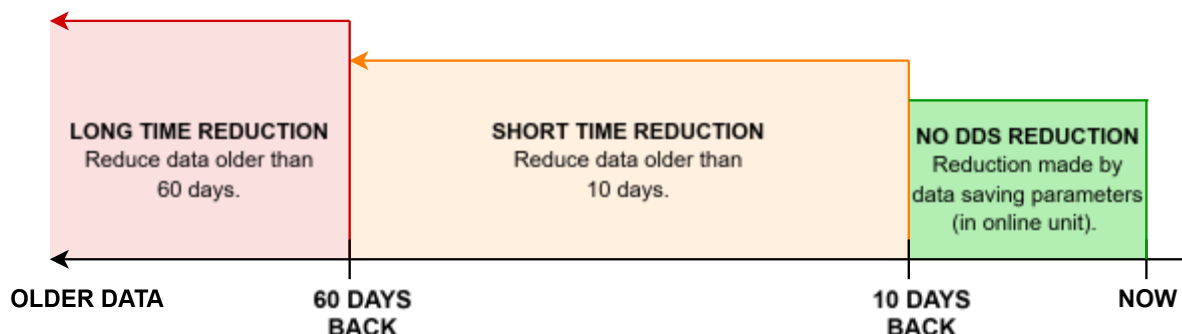 LONG TIME REDUCTION
Reduce data older than
60 days.
SHORT TIME REDUCTION
Reduce data older than
10 days.
NO DDS REDUCTION
Reduction made by
data saving parameters
(in online unit).
OLDER DATA
60 DAYS
BACK
10 DAYS
BACK
NOW